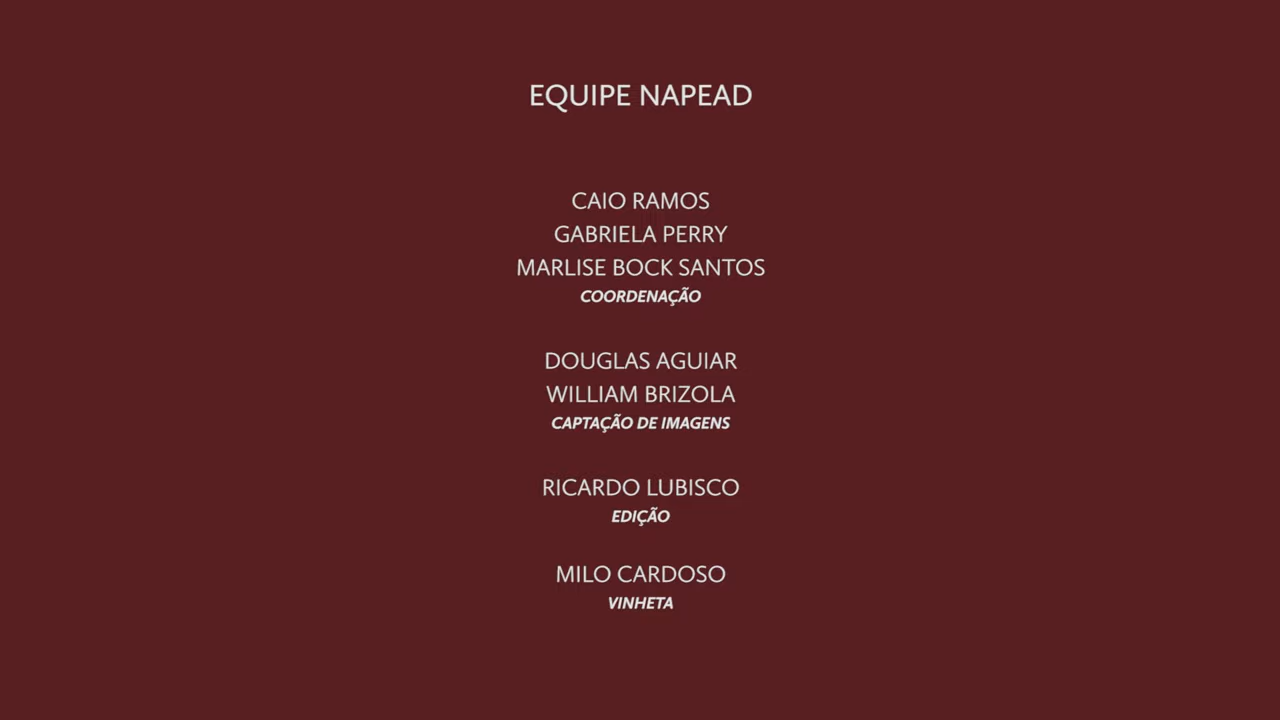 EQUIPE NAPEAD
CAIO RAMOS
GABRIELA PERRY
MARLISE BOCK SANTOS
COORDENAÇÃO
DOUGLAS AGUIAR
WILLIAM BRIZOLA
CAPTAÇÃO DE IMAGENS
RICARDO LUBISCO
EDIÇÃO
MILO CARDOSO
VINHETA